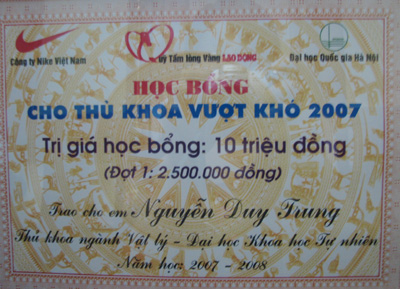 Công ty Nike Việt Nam
Quỹ Tấm lòng Vàng LAO ĐỘNG
Đại học Quốc gia Hà Nội
HỌC BỔNG
CHO THỦ KHOA VƯỢT KHÓ 2007
Trị giá học bổng: 10 triệu đồng
(Đợt 1: 2.500.000 đồng)
Trao cho em Nguyễn Duy Trung
Thủ khoa ngành Vật lý - Đại học Khoa học Tự nhiên
Năm học: 2007 - 2008